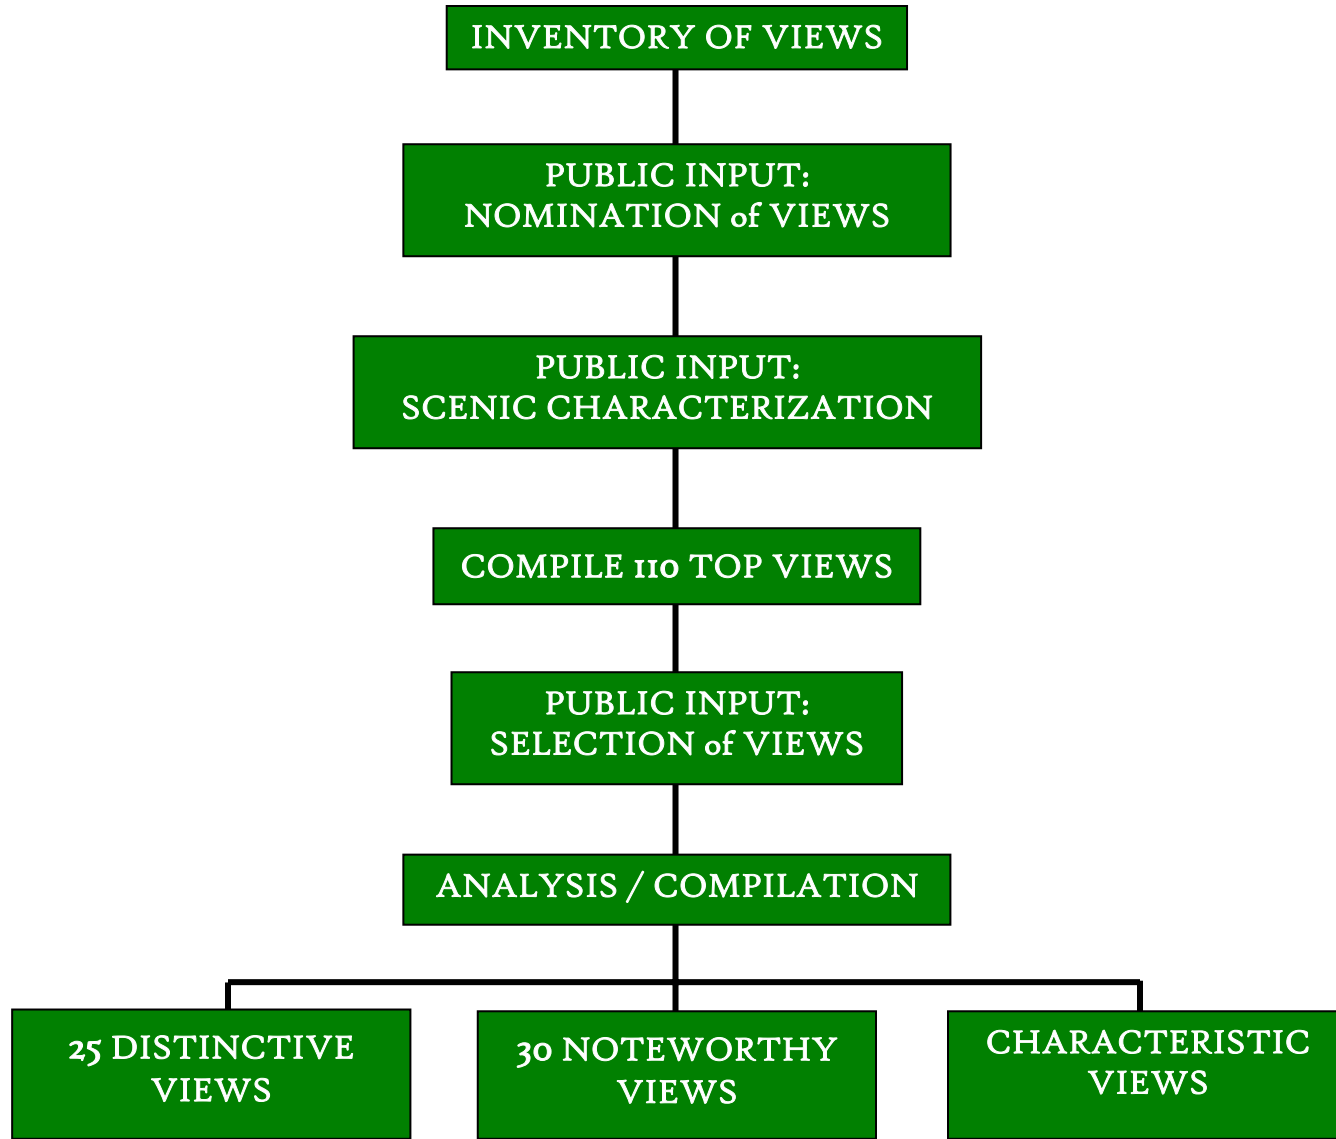 INVENTORY OF VIEWS
PUBLIC INPUT:
NOMINATION of VIEWS
PUBLIC INPUT:
SCENIC CHARACTERIZATION
COMPILE 110 TOP VIEWS
PUBLIC INPUT:
SELECTION of VIEWS
ANALYSIS / COMPILATION
25 DISTINCTIVE
VIEWS
30 NOTEWORTHY
VIEWS
CHARACTERISTIC
VIEWS